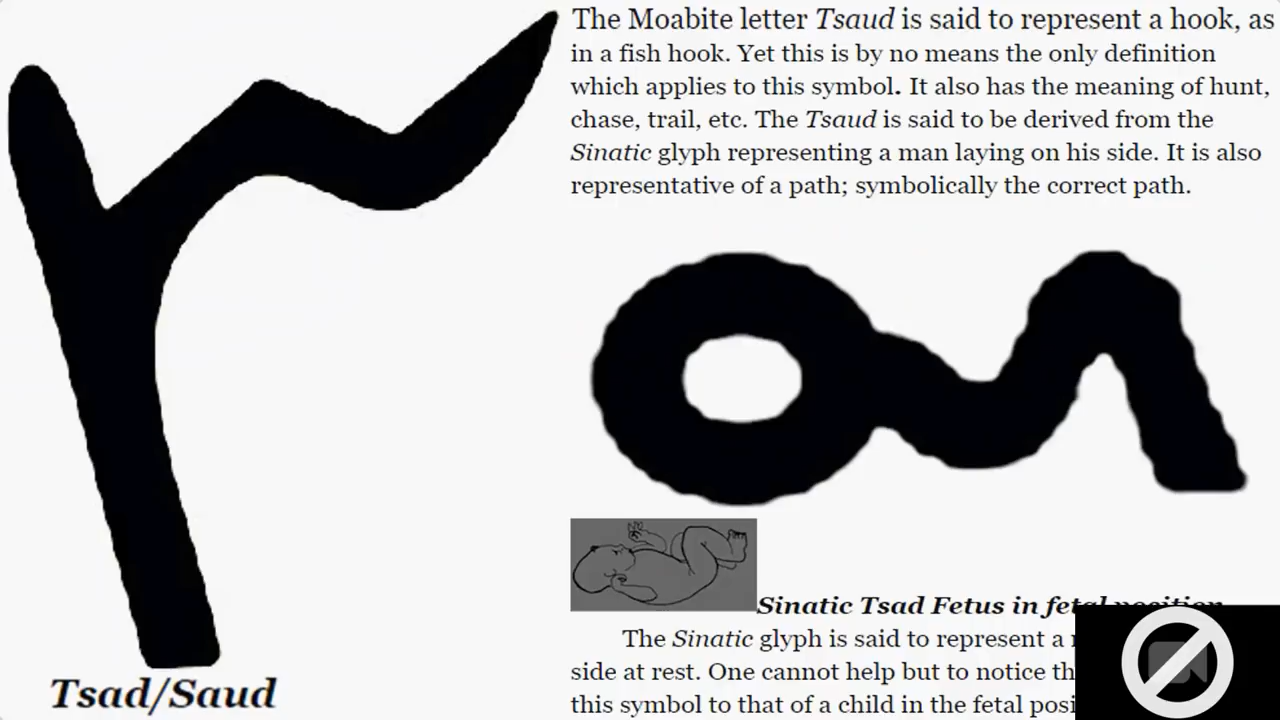 The Moabite letter Tsaud is said to represent a hook, as
in a fish hook. Yet this is by no means the only definition
which applies to this symbol. It also has the meaning of hunt,
chase, trail, etc. The Tsaud is said to be derived from the
Sinatic glyph representing a man laying on his side. It is also
representative of a path; symbolically the correct path.
Sinatic Tsad Fetus in fetal position
The Sinatic glyph is said to represent a
side at rest. One cannot help but to notice
this symbol to that of a child in the fetal
Tsad/Saud